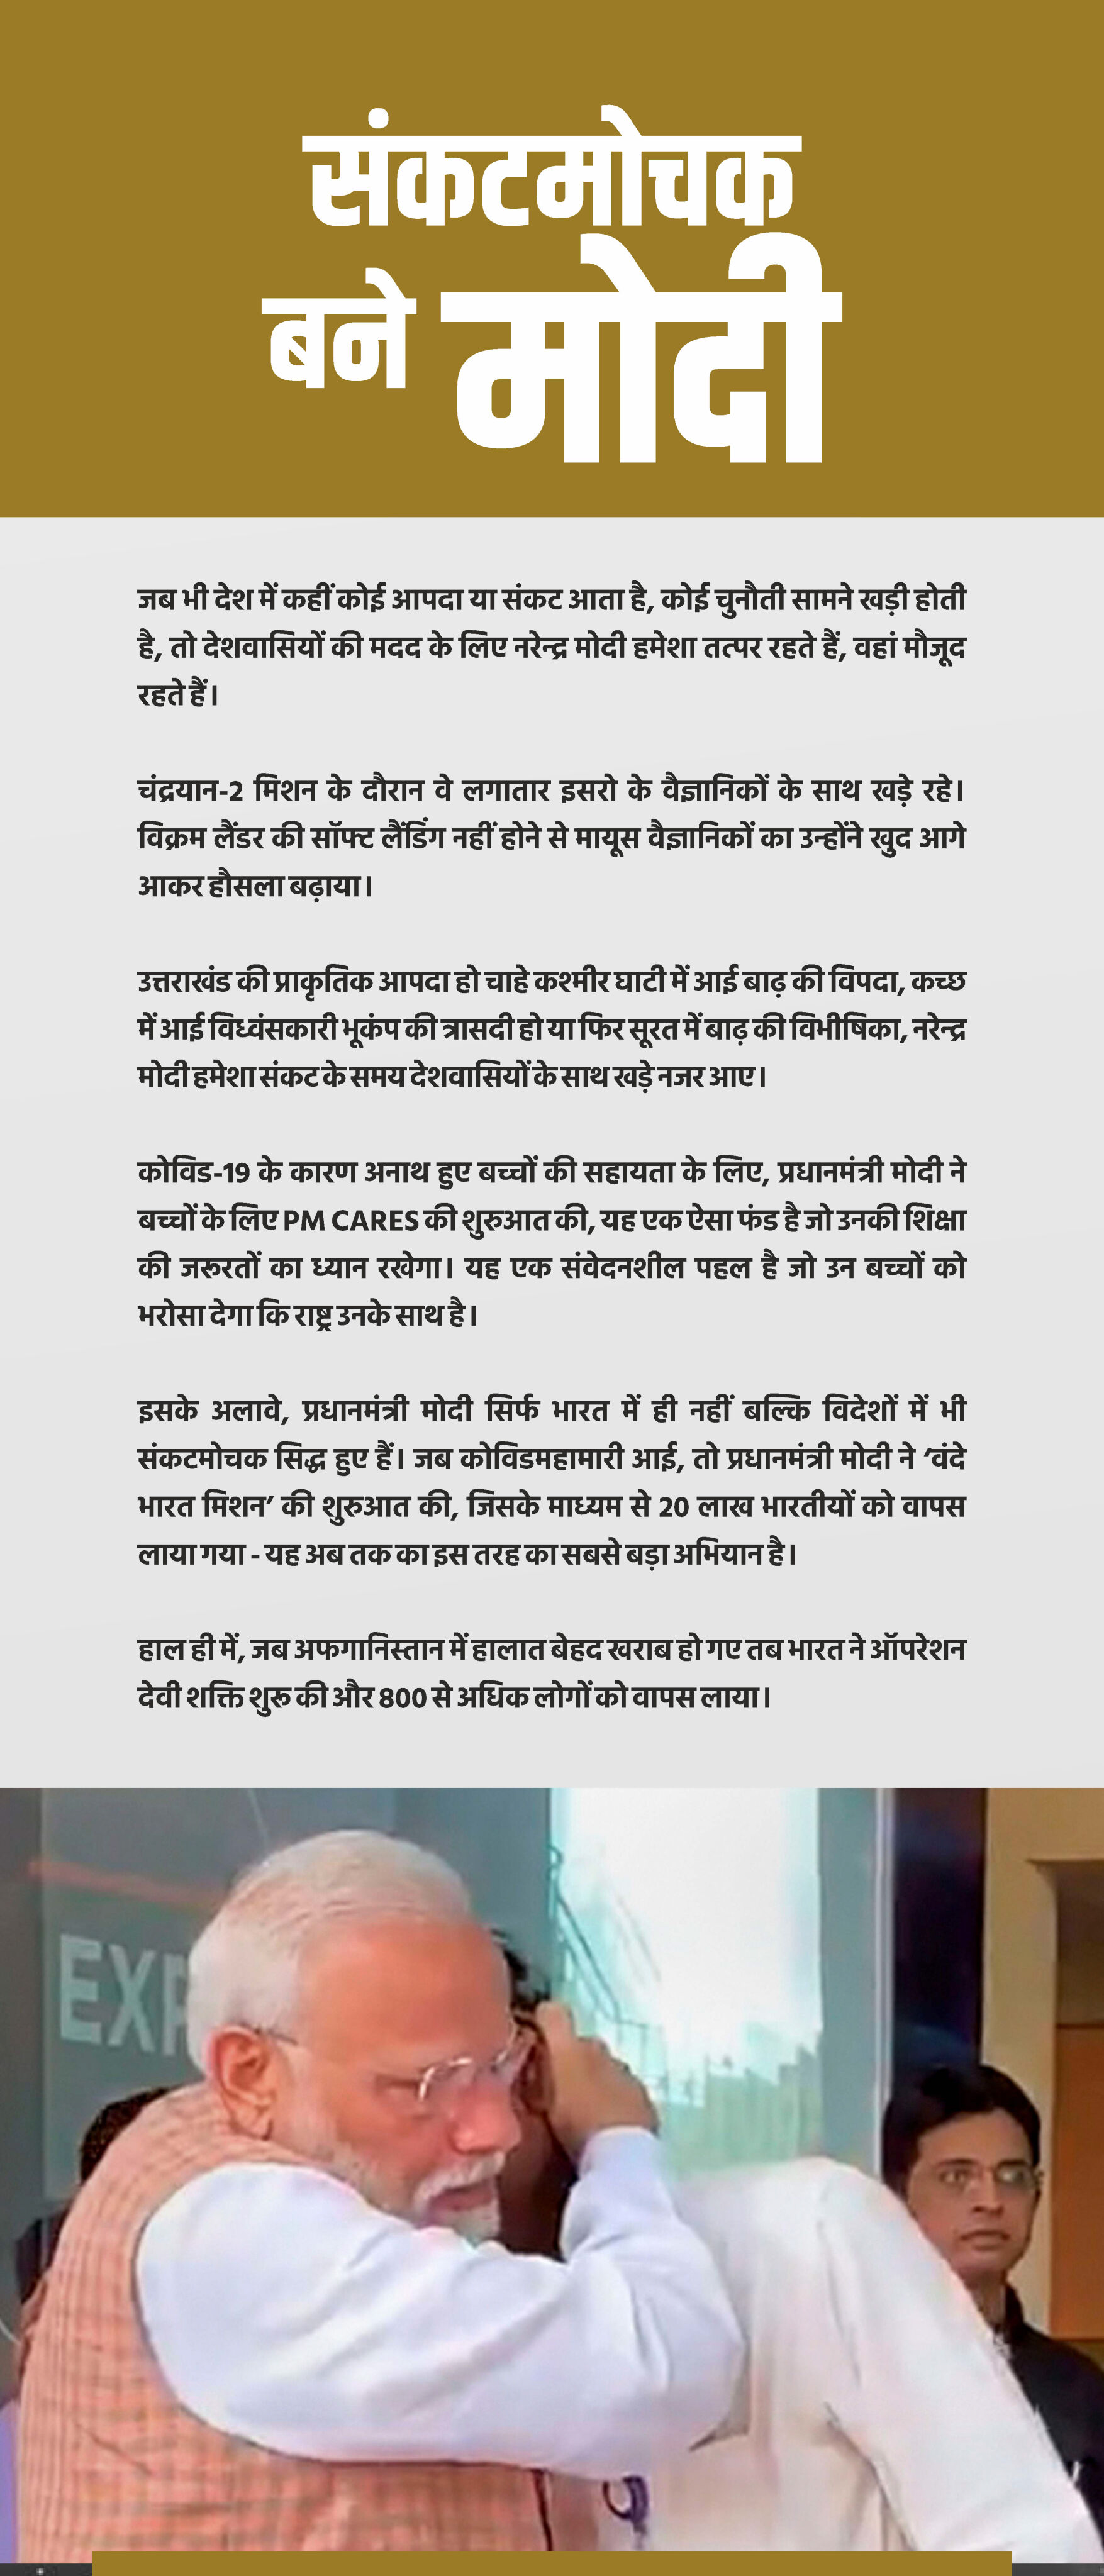 संकटमोचक
बने मोदी
जब भी देश में कहीं कोई आपदा या संकट आता है, कोई चुनौती सामने खड़ी होती
है, तो देशवासियों की मदद के लिए नरेन्द्र मोदी हमेशा तत्पर रहते हैं, वहां मौजूद
रहते हैं।
चंद्रयान-2 मिशन के दौरान वे लगातार इसरो के वैज्ञानिकों के साथ खड़े रहे।
विक्रम लैंडर की सॉफ्ट लैंडिंग नहीं होने से मायूस वैज्ञानिकों का उन्होंने खुद आगे
आकर हौसला बढ़ाया।
उत्तराखंड की प्राकृतिक आपदा हो चाहे कश्मीर घाटी में आई बाढ़ की विपदा, कच्छ
में आई विध्वंसकारी भूकंप की त्रासदी हो या फिर सूरत में बाढ़ की विभीषिका, नरेन्द्र
मोदी हमेशा संकट के समय देशवासियों के साथ खड़े नजर आए।
कोविड-19 के कारण अनाथ हुए बच्चों की सहायता के लिए, प्रधानमंत्री मोदी ने
बच्चों के लिए PM CARES की शुरुआत की, यह एक ऐसा फंड है जो उनकी शिक्षा
की जरूरतों का ध्यान रखेगा। यह एक संवेदनशील पहल है जो उन बच्चों को
भरोसा देगा कि राष्ट्र उनके साथ है।
इसके अलावे, प्रधानमंत्री मोदी सिर्फ भारत में ही नहीं बल्कि विदेशों में भी
संकटमोचक सिद्ध हुए हैं। जब कोविडमहामारी आई, तो प्रधानमंत्री मोदी ने ‘वंदे
भारत मिशन’ की शुरुआत की, जिसके माध्यम से 20 लाख भारतीयों को वापस
लाया गया - यह अब तक का इस तरह का सबसे बड़ा अभियान है।
हाल ही में, जब अफगानिस्तान में हालात बेहद खराब हो गए तब भारत ने ऑपरेशन
देवी शक्ति शुरू की और 800 से अधिक लोगों को वापस लाया।